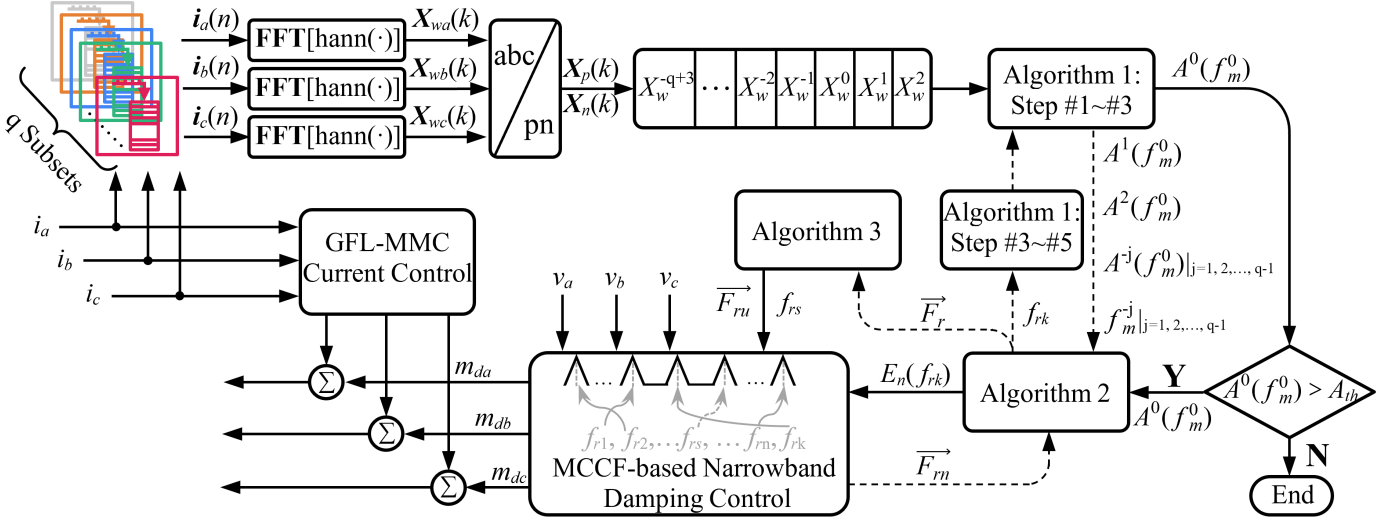 i_a(n) FFT[hann(·)] X_wa(k)
i_b(n) FFT[hann(·)] X_wb(k)
i_c(n) FFT[hann(·)] X_wc(k)
abc
pn
X_p(k)
X_n(k)
X_w^-q+3 ··· X_w^-2 X_w^-1 X_w^0 X_w^1 X_w^2
Algorithm 1:
Step #1~#3
A^0(f_m^0)
q Subsets
A^1(f_m^0)
A^2(f_m^0)
A^-j(f_m^0)|j=1, 2,..., q-1
f_m^-j|j=1, 2,..., q-1
Algorithm 1:
Step #3~#5
Algorithm 3
i_a
i_b
i_c
GFL-MMC
Current Control
v_a v_b v_c
F_ru→ f_rs
F_r→ f_rk
Σ m_da
Σ m_db
Σ m_dc
... ...
f_r1, f_r2,...f_rs, ... f_rn, f_rk
MCCF-based Narrowband
Damping Control
E_n(f_rk)
F_rn→
Algorithm 2
Y
A^0(f_m^0)
A^0(f_m^0) > A_th
N
End